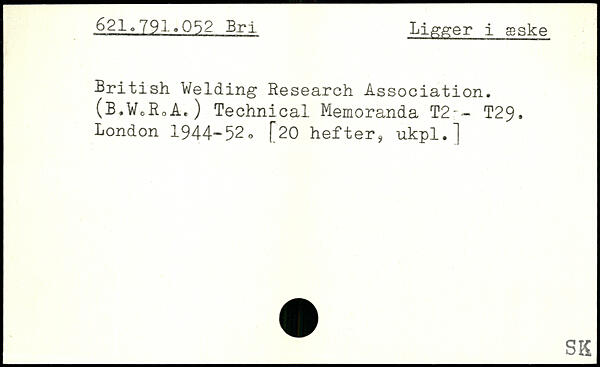 621.791.052 Bri
Ligger i æske
British Welding Research Association.
(B.W.R.A.) Technical Memoranda T2 - T29.
London 1944-52. [20 hefter, ukpl.]
SK